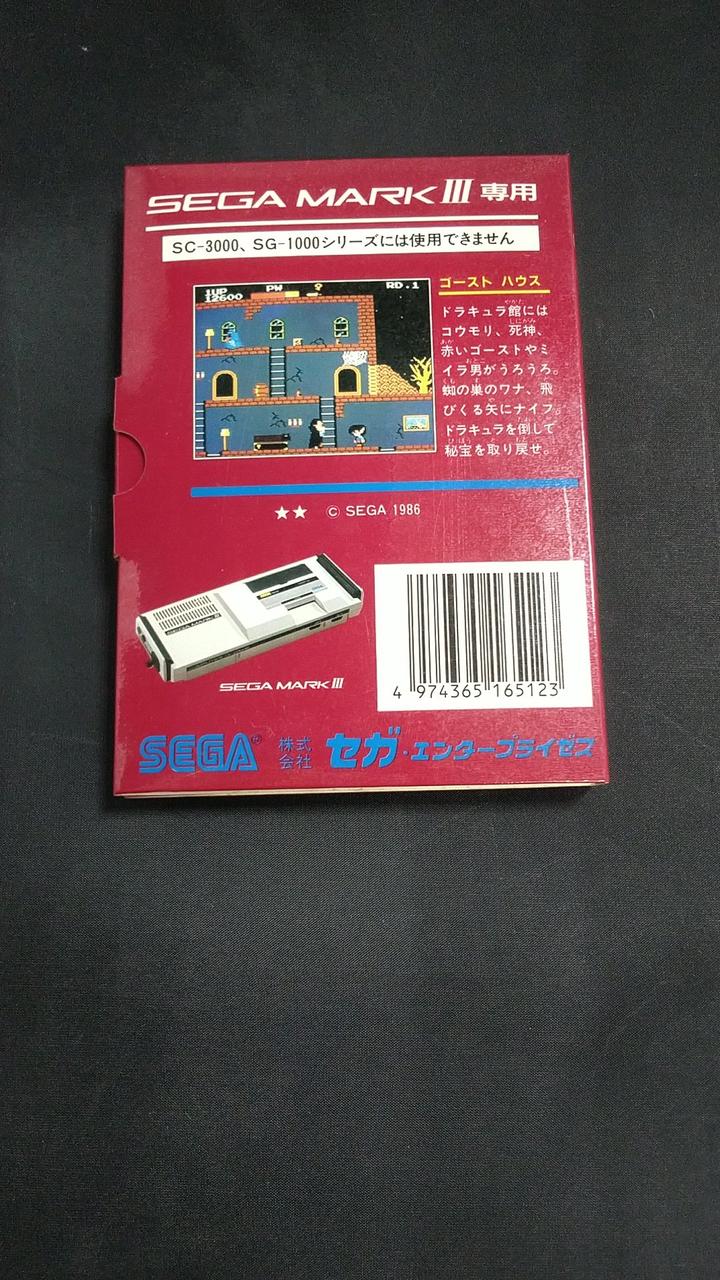 SEGA MARK III 専用
SC-3000、SG-1000シリーズには使用できません
1UP PW RD.1
12600
ゴースト ハウス
ドラキュラ館には
コウモリ、死神、
赤いゴーストやミ
イラ男がうろうろ。
蜘の巣のワナ、飛
びくる矢にナイフ。
ドラキュラを倒して
秘宝を取り戻せ。
★★ © SEGA 1986
SEGA MARK III
SEGA MARK III
4 974365 165123
SEGA® 株式会社 セガ・エンタープライゼス